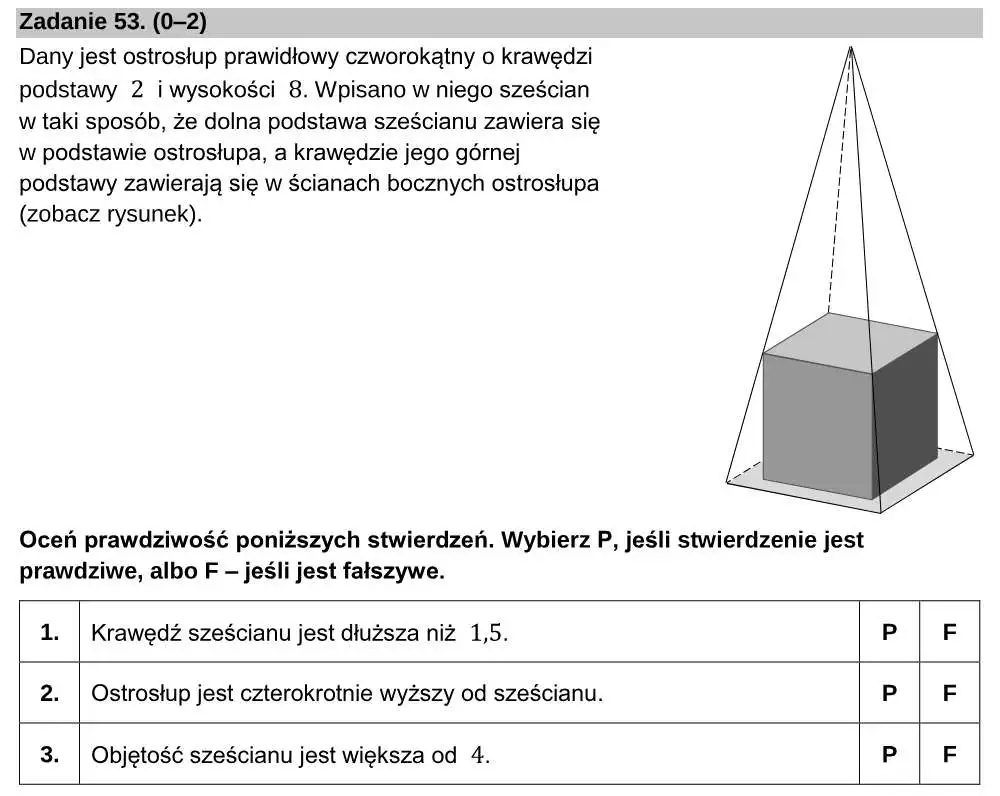 Zadanie 53. (0–2)
Dany jest ostrosłup prawidłowy czworokątny o krawędzi
podstawy 2 i wysokości 8. Wpisano w niego sześcian
w taki sposób, że dolna podstawa sześcianu zawiera się
w podstawie ostrosłupa, a krawędzie jego górnej
podstawy zawierają się w ścianach bocznych ostrosłupa
(zobacz rysunek).
Oceń prawdziwość poniższych stwierdzeń. Wybierz P, jeśli stwierdzenie jest
prawdziwe, albo F – jeśli jest fałszywe.
1. Krawędź sześcianu jest dłuższa niż 1,5. P F
2. Ostrosłup jest czterokrotnie wyższy od sześcianu. P F
3. Objętość sześcianu jest większa od 4. P F